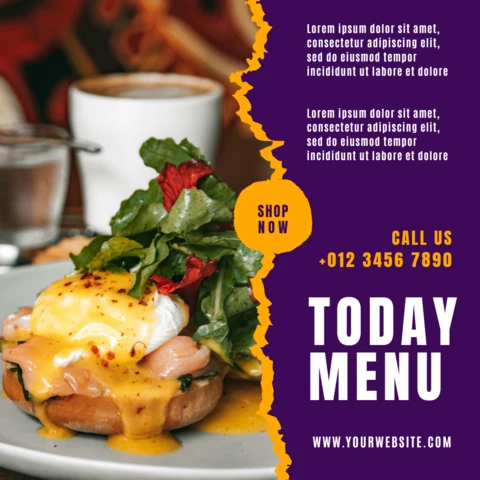 Lorem ipsum dolor sit amet,
consectetur adipiscing elit,
sed do eiusmod tempor
incididunt ut labore et dolore
Lorem ipsum dolor sit amet,
consectetur adipiscing elit,
sed do eiusmod tempor
incididunt ut labore et dolore
SHOP
NOW
CALL US
+012 3456 7890
TODAY
MENU
WWW.YOURWEBSITE.COM